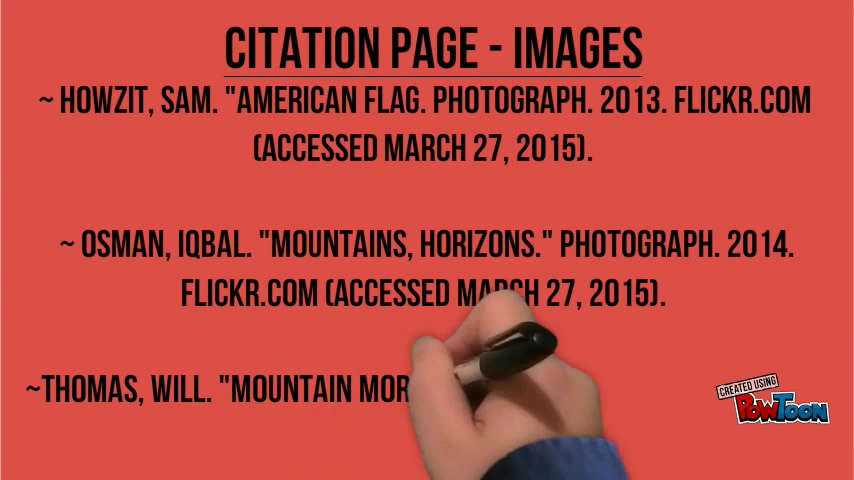 CITATION PAGE - IMAGES
~ HOWZIT, SAM. "AMERICAN FLAG. PHOTOGRAPH. 2013. FLICKR.COM
(ACCESSED MARCH 27, 2015).
~ OSMAN, IQBAL. "MOUNTAINS, HORIZONS." PHOTOGRAPH. 2014.
FLICKR.COM (ACCESSED MARCH 27, 2015).
~THOMAS, WILL. "MOUNTAIN MOR
CREATED USING
POWTOON